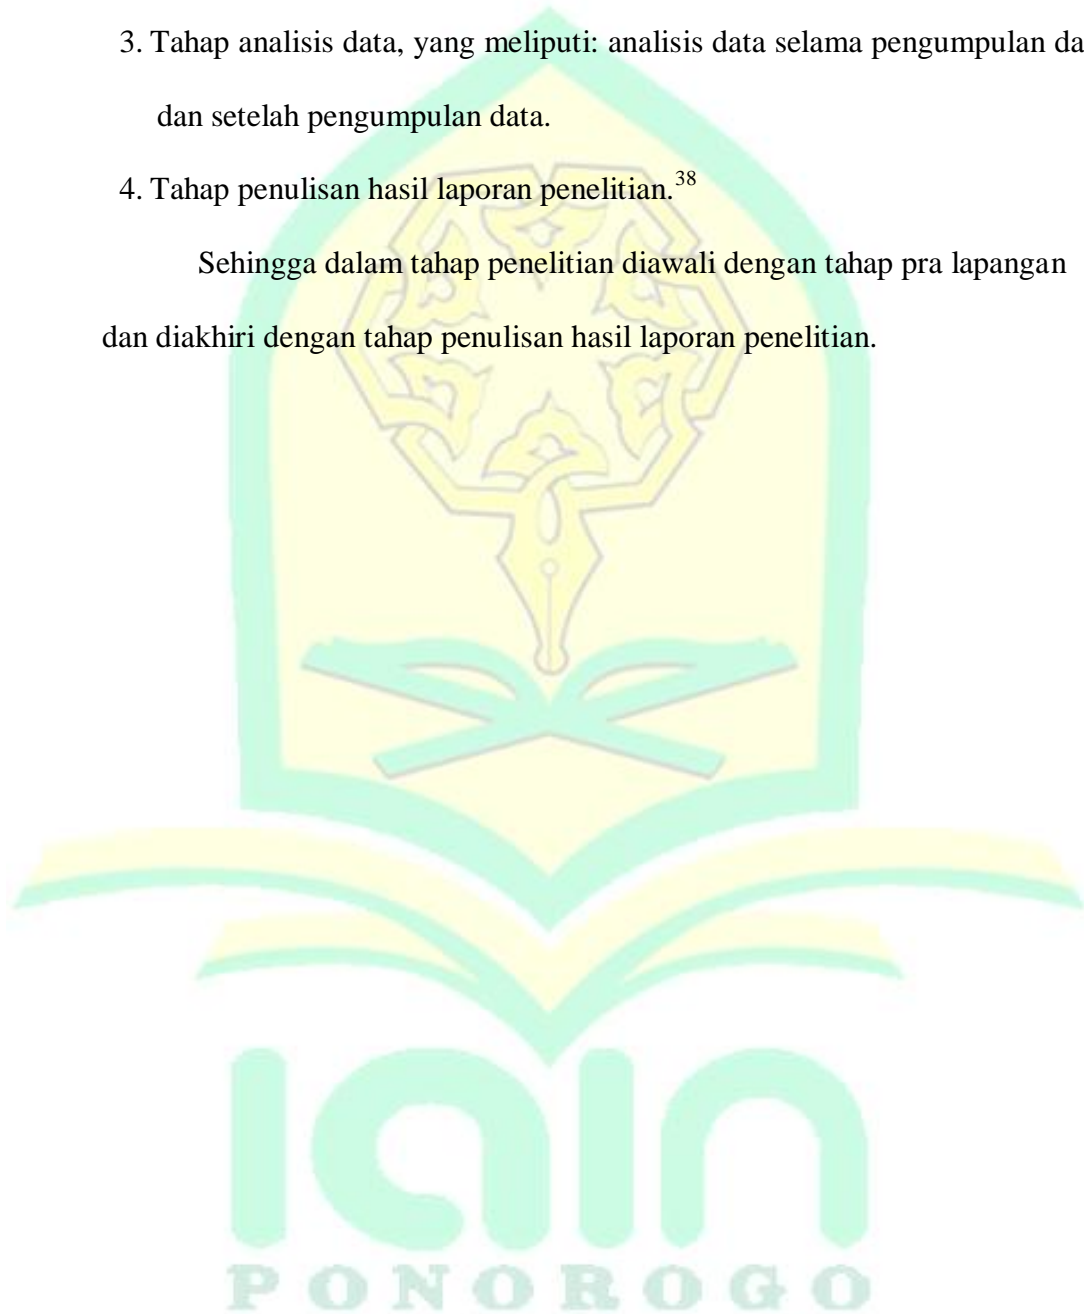 3. Tahap analisis data, yang meliputi: analisis data selama pengumpulan da
dan setelah pengumpulan data.
4. Tahap penulisan hasil laporan penelitian.38
Sehingga dalam tahap penelitian diawali dengan tahap pra lapangan
dan diakhiri dengan tahap penulisan hasil laporan penelitian.
iain
PONOROGO